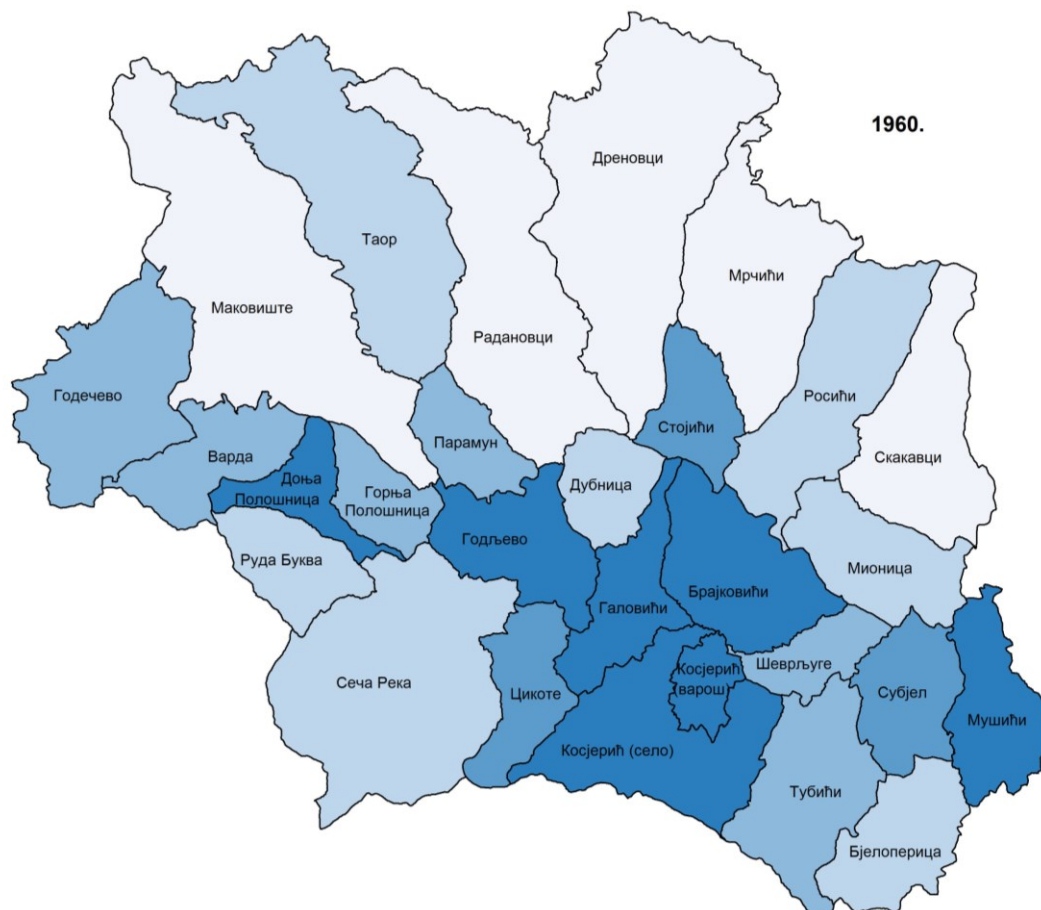 1960.
Дреновци
Таор
Мрчићи
Маковиште
Радановци
Годечево
Росићи
Стојићи
Парамун
Варда
Скакавци
Доња
Полошница
Горња
Полошница
Дубница
Годљево
Руда Буква
Мионица
Брајковићи
Галовићи
Шеврљуге
Косјерић
(варош)
Сеча Река
Цикоте
Субјел
Мушићи
Косјерић (село)
Тубићи
Бјелоперица